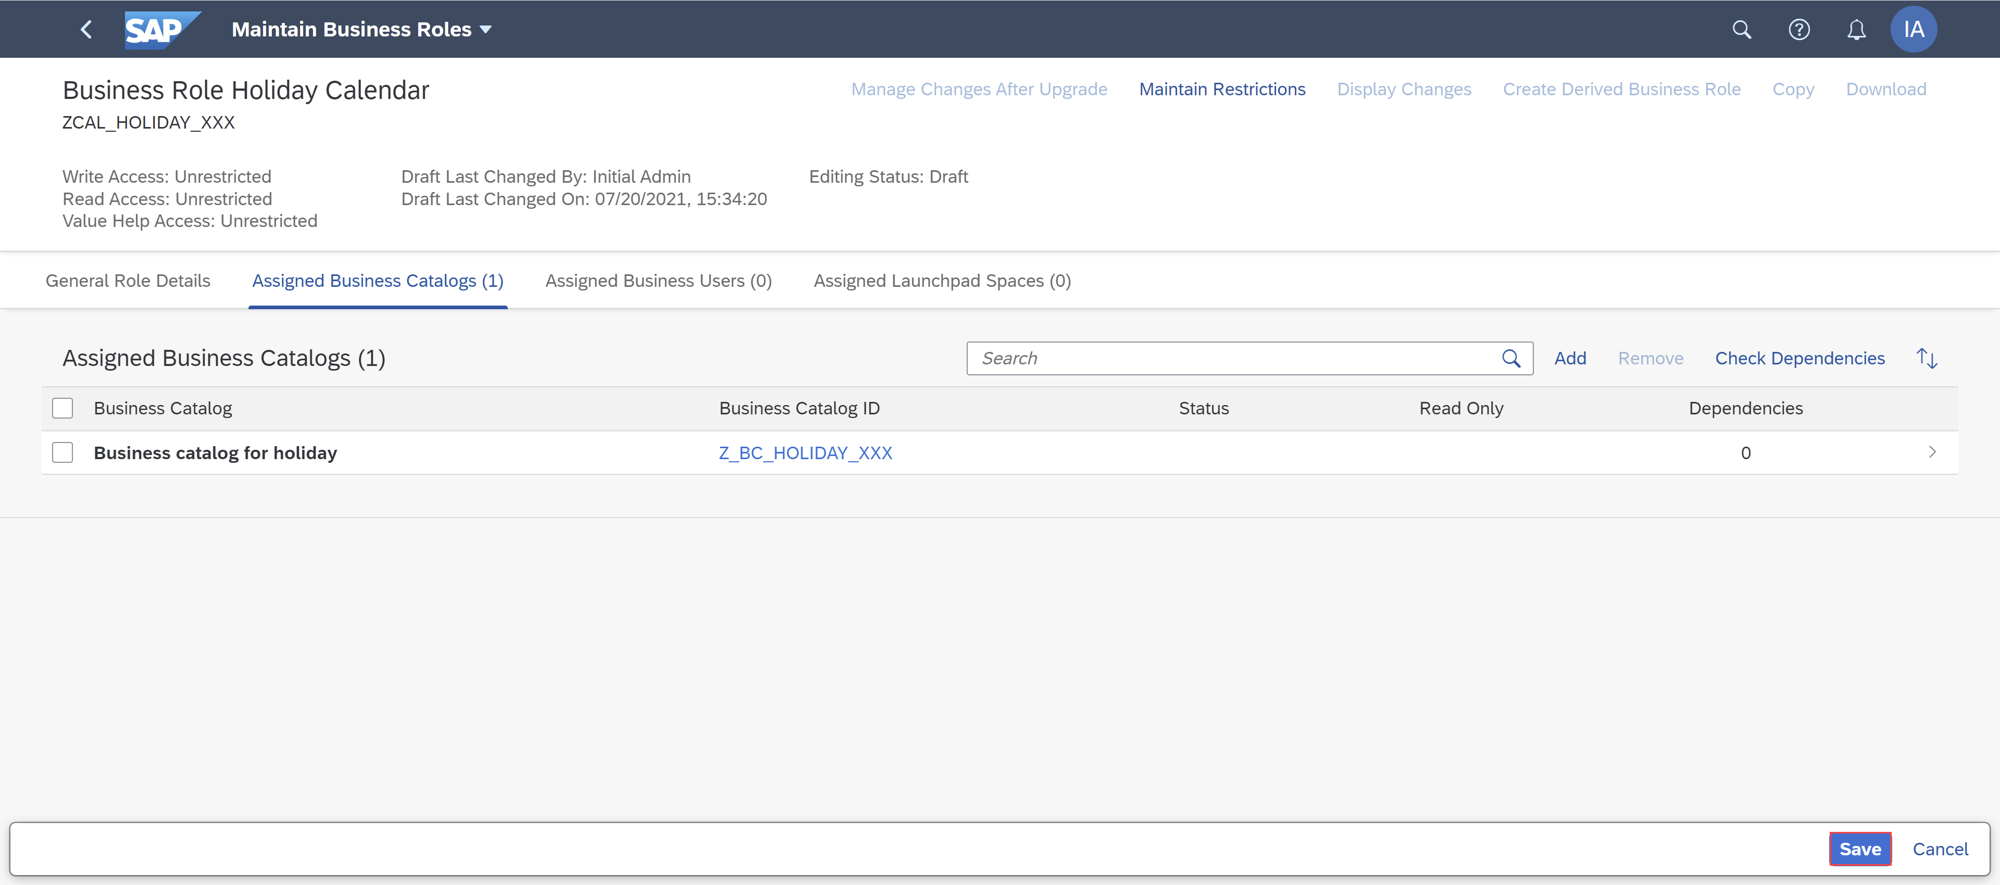 SAP Maintain Business Roles IA
Business Role Holiday Calendar Manage Changes After Upgrade Maintain Restrictions Display Changes Create Derived Business Role Copy Download
ZCAL_HOLIDAY_XXX
Write Access: Unrestricted Draft Last Changed By: Initial Admin Editing Status: Draft
Read Access: Unrestricted Draft Last Changed On: 07/20/2021, 15:34:20
Value Help Access: Unrestricted
General Role Details Assigned Business Catalogs (1) Assigned Business Users (0) Assigned Launchpad Spaces (0)
Assigned Business Catalogs (1) Search Add Remove Check Dependencies
Business Catalog Business Catalog ID Status Read Only Dependencies
Business catalog for holiday Z_BC_HOLIDAY_XXX 0
Save Cancel